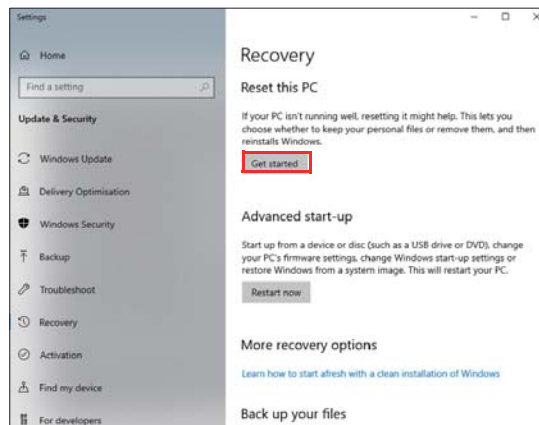 Settings
Home
Find a setting
Update & Security
Windows Update
Delivery Optimisation
Windows Security
Backup
Troubleshoot
Recovery
Activation
Find my device
For developers
Recovery
Reset this PC
If your PC isn't running well, resetting it might help. This lets you
choose whether to keep your personal files or remove them, and then
reinstalls Windows.
Get started
Advanced start-up
Start up from a device or disc (such as a USB drive or DVD), change
your PC's firmware settings, change Windows start-up settings or
restore Windows from a system image. This will restart your PC.
Restart now
More recovery options
Learn how to start afresh with a clean installation of Windows
Back up your files